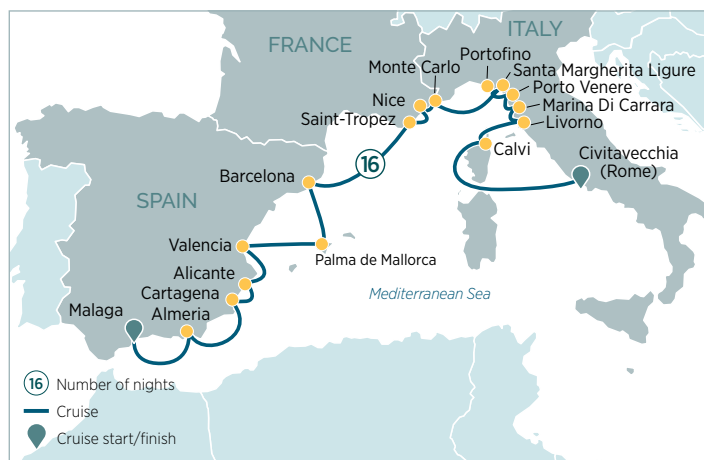 ITALY
FRANCE
Portofino
Monte Carlo
Santa Margherita Ligure
Porto Venere
Nice
Marina Di Carrara
Saint-Tropez
Livorno
Calvi
Civitavecchia
(Rome)
16
Barcelona
SPAIN
Valencia
Palma de Mallorca
Alicante
Cartagena
Mediterranean Sea
Malaga
Almeria
16 Number of nights
Cruise
Cruise start/finish